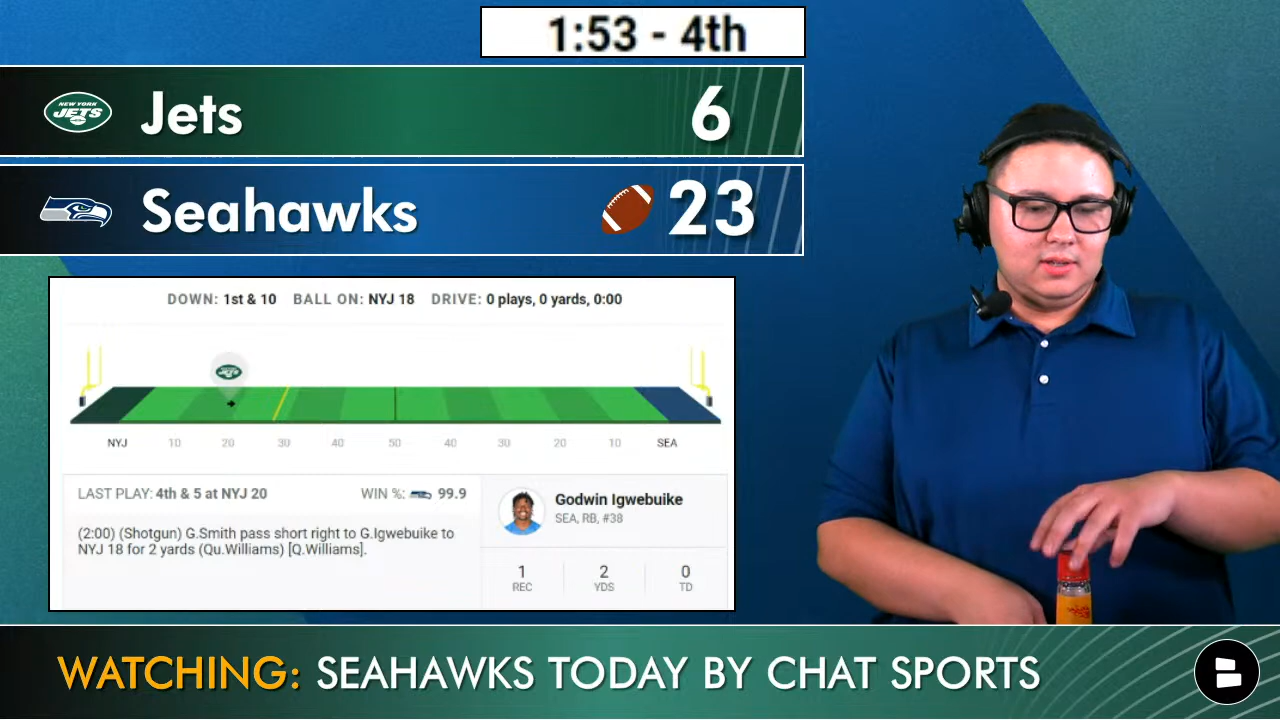 1:53 - 4th
NEW YORK
JETS
Jets
6
Seahawks
23
DOWN: 1st & 10 BALL ON: NYJ 18 DRIVE: 0 plays, 0 yards, 0:00
JETS
NYJ 10 20 30 40 50 40 30 20 10 SEA
LAST PLAY: 4th & 5 at NYJ 20 WIN %: 99.9
(2:00) (Shotgun) G.Smith pass short right to G.Igwebuike to
NYJ 18 for 2 yards (Qu.Williams) [Q.Williams].
Godwin Igwebuike
SEA, RB, #38
1 2 0
REC YDS TD
WATCHING: SEAHAWKS TODAY BY CHAT SPORTS